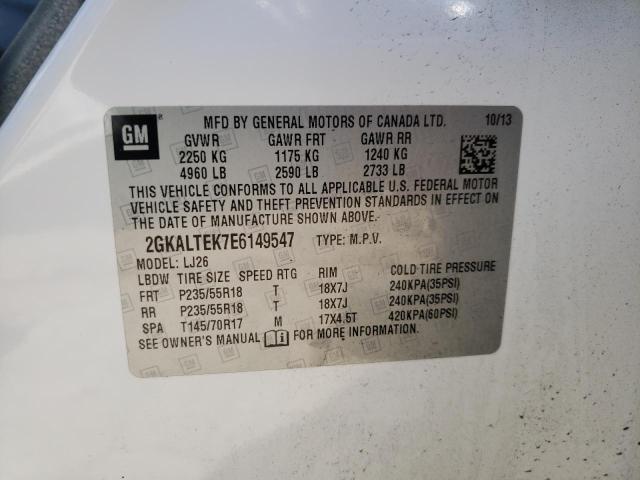 GM ®
MFD BY GENERAL MOTORS OF CANADA LTD. 10/13
GVWR GAWR FRT GAWR RR
2250 KG 1175 KG 1240 KG
4960 LB 2590 LB 2733 LB
THIS VEHICLE CONFORMS TO ALL APPLICABLE U.S. FEDERAL MOTOR
VEHICLE SAFETY AND THEFT PREVENTION STANDARDS IN EFFECT ON
THE DATE OF MANUFACTURE SHOWN ABOVE.
2GKALTEK7E6149547 TYPE: M.P.V.
MODEL: LJ26
LBDW TIRE SIZE SPEED RTG RIM COLD TIRE PRESSURE
FRT P235/55R18 T 18X7J 240KPA(35PSI)
RR P235/55R18 T 18X7J 240KPA(35PSI)
SPA T145/70R17 M 17X4.5T 420KPA(60PSI)
SEE OWNER'S MANUAL FOR MORE INFORMATION.